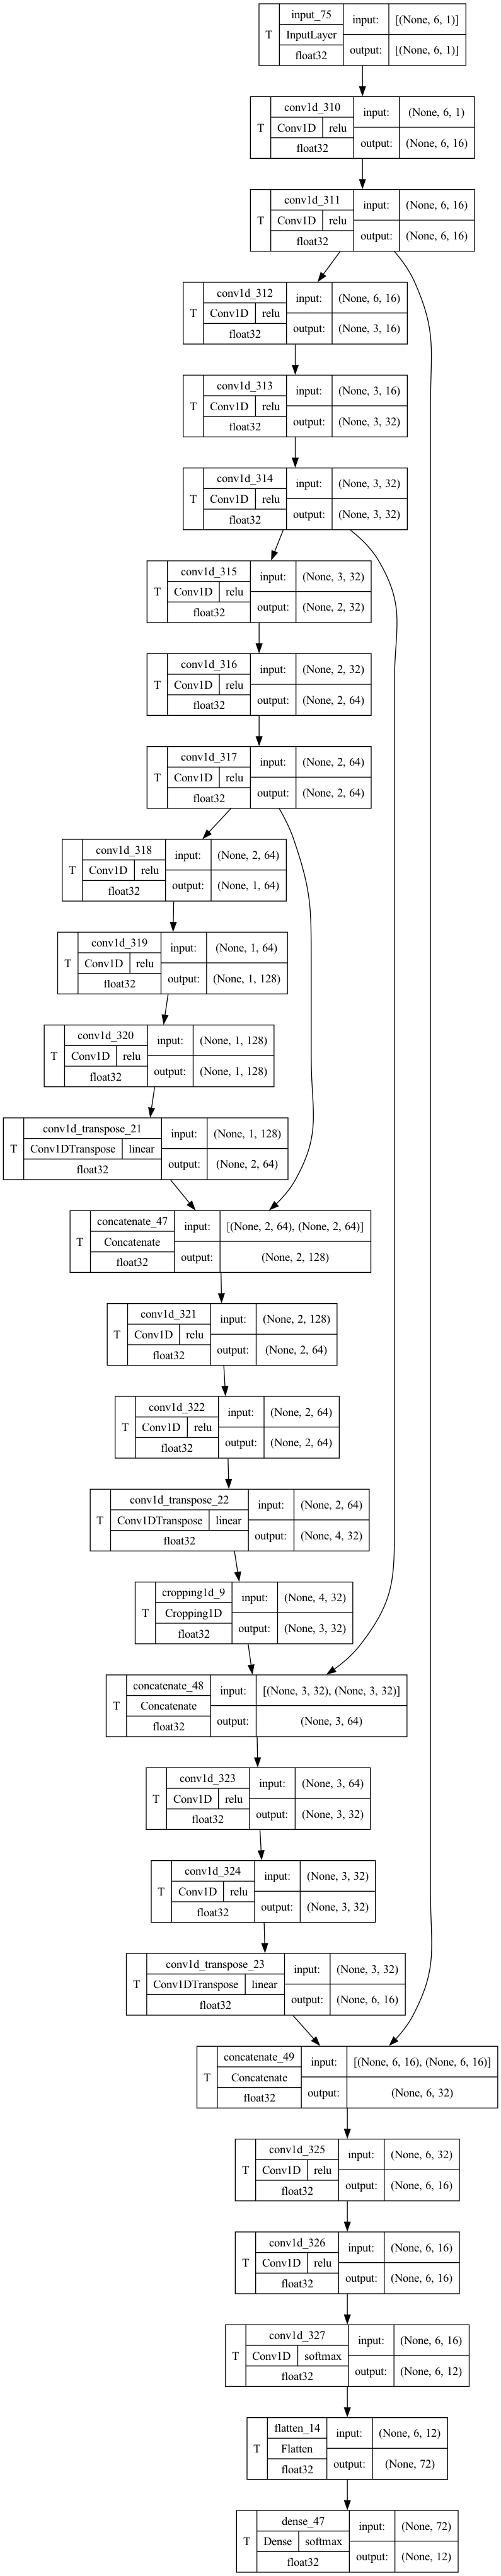 input_75 input: [(None, 6, 1)]
T InputLayer
float32 output: [(None, 6, 1)]
conv1d_310 input: (None, 6, 1)
T Conv1D relu
float32 output: (None, 6, 16)
conv1d_311 input: (None, 6, 16)
T Conv1D relu
float32 output: (None, 6, 16)
conv1d_312 input: (None, 6, 16)
T Conv1D relu
float32 output: (None, 3, 16)
conv1d_313 input: (None, 3, 16)
T Conv1D relu
float32 output: (None, 3, 32)
conv1d_314 input: (None, 3, 32)
T Conv1D relu
float32 output: (None, 3, 32)
conv1d_315 input: (None, 3, 32)
T Conv1D relu
float32 output: (None, 2, 32)
conv1d_316 input: (None, 2, 32)
T Conv1D relu
float32 output: (None, 2, 64)
conv1d_317 input: (None, 2, 64)
T Conv1D relu
float32 output: (None, 2, 64)
conv1d_318 input: (None, 2, 64)
T Conv1D relu
float32 output: (None, 1, 64)
conv1d_319 input: (None, 1, 64)
T Conv1D relu
float32 output: (None, 1, 128)
conv1d_320 input: (None, 1, 128)
T Conv1D relu
float32 output: (None, 1, 128)
conv1d_transpose_21 input: (None, 1, 128)
T Conv1DTranspose linear
float32 output: (None, 2, 64)
concatenate_47 input: [(None, 2, 64), (None, 2, 64)]
T Concatenate
float32 output: (None, 2, 128)
conv1d_321 input: (None, 2, 128)
T Conv1D relu
float32 output: (None, 2, 64)
conv1d_322 input: (None, 2, 64)
T Conv1D relu
float32 output: (None, 2, 64)
conv1d_transpose_22 input: (None, 2, 64)
T Conv1DTranspose linear
float32 output: (None, 4, 32)
cropping1d_9 input: (None, 4, 32)
T Cropping1D
float32 output: (None, 3, 32)
concatenate_48 input: [(None, 3, 32), (None, 3, 32)]
T Concatenate
float32 output: (None, 3, 64)
conv1d_323 input: (None, 3, 64)
T Conv1D relu
float32 output: (None, 3, 32)
conv1d_324 input: (None, 3, 32)
T Conv1D relu
float32 output: (None, 3, 32)
conv1d_transpose_23 input: (None, 3, 32)
T Conv1DTranspose linear
float32 output: (None, 6, 16)
concatenate_49 input: [(None, 6, 16), (None, 6, 16)]
T Concatenate
float32 output: (None, 6, 32)
conv1d_325 input: (None, 6, 32)
T Conv1D relu
float32 output: (None, 6, 16)
conv1d_326 input: (None, 6, 16)
T Conv1D relu
float32 output: (None, 6, 16)
conv1d_327 input: (None, 6, 16)
T Conv1D softmax
float32 output: (None, 6, 12)
flatten_14 input: (None, 6, 12)
T Flatten
float32 output: (None, 72)
dense_47 input: (None, 72)
T Dense softmax
float32 output: (None, 12)